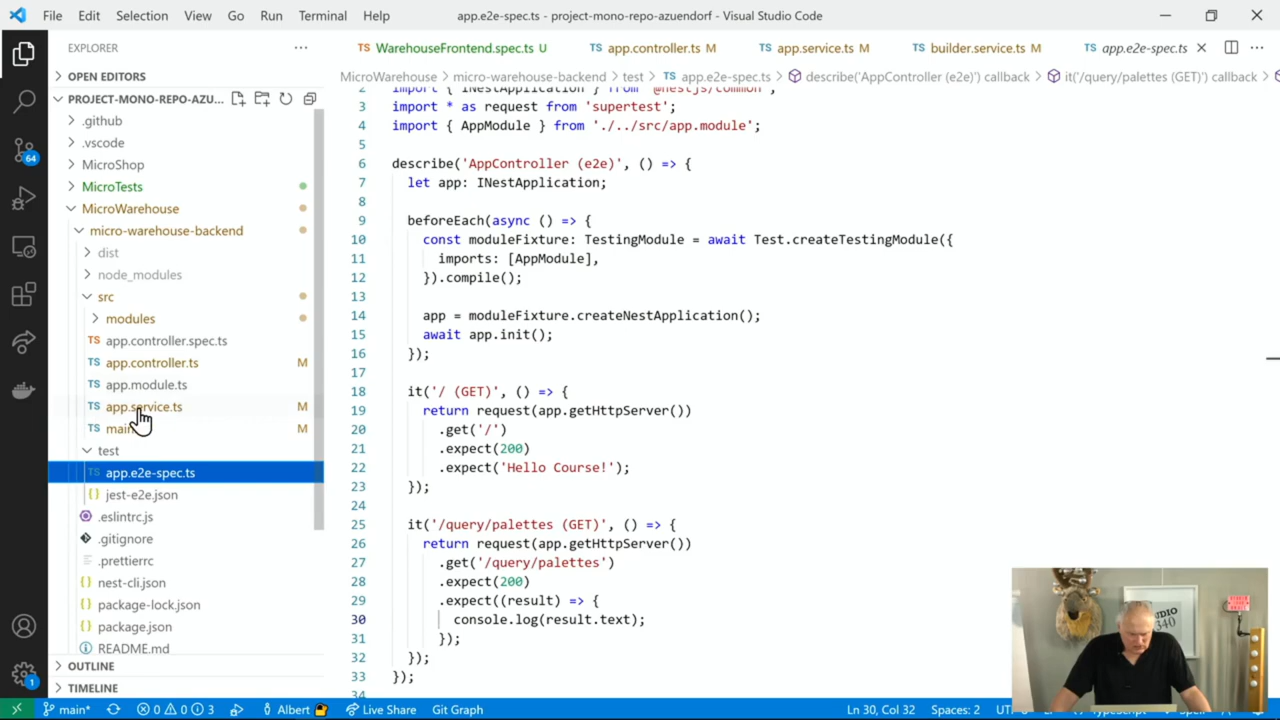 File Edit Selection View Go Run Terminal Help app.e2e-spec.ts - project-mono-repo-azuendorf - Visual Studio Code
EXPLORER
TS WarehouseFrontend.spec.ts U TS app.controller.ts M TS app.service.ts M TS builder.service.ts M TS app.e2e-spec.ts
OPEN EDITORS
MicroWarehouse > micro-warehouse-backend > test > TS app.e2e-spec.ts > describe('AppController (e2e)') callback > it('/query/palettes (GET)') callback >
PROJECT-MONO-REPO-AZU...
.github
.vscode
MicroShop
MicroTests
MicroWarehouse
micro-warehouse-backend
dist
node_modules
src
modules
TS app.controller.spec.ts
TS app.controller.ts M
TS app.module.ts
TS app.service.ts M
TS main M
test
TS app.e2e-spec.ts
{} jest-e2e.json
.eslintrc.js
.gitignore
.prettierrc
{} nest-cli.json
{} package-lock.json
{} package.json
README.md
OUTLINE
TIMELINE
64
1
2 import { INestApplication } from '@nestjs/common';
3 import * as request from 'supertest';
4 import { AppModule } from './../src/app.module';
5
6 describe('AppController (e2e)', () => {
7 let app: INestApplication;
8
9 beforeEach(async () => {
10 const moduleFixture: TestingModule = await Test.createTestingModule({
11 imports: [AppModule],
12 }).compile();
13
14 app = moduleFixture.createNestApplication();
15 await app.init();
16 });
17
18 it('/ (GET)', () => {
19 return request(app.getHttpServer())
20 .get('/')
21 .expect(200)
22 .expect('Hello Course!');
23 });
24
25 it('/query/palettes (GET)', () => {
26 return request(app.getHttpServer())
27 .get('/query/palettes')
28 .expect(200)
29 .expect((result) => {
30 console.log(result.text);
31 });
32 });
33 });
34
main* 0 0 3 Albert Live Share Git Graph Ln 30, Col 32 Spaces: 2